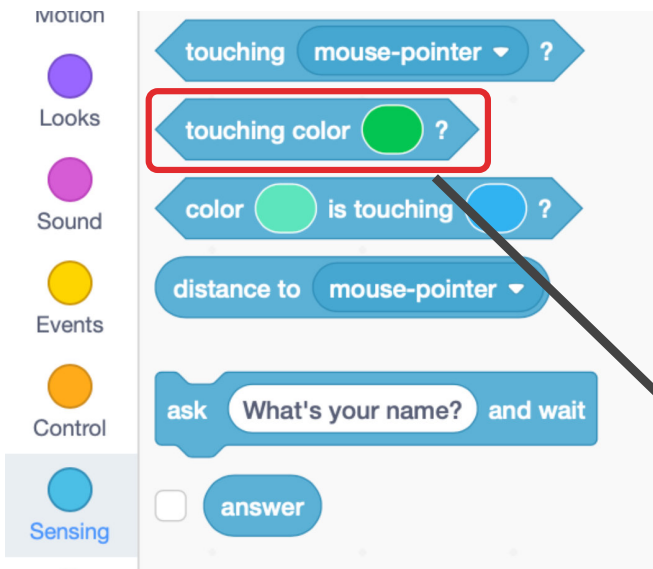 Motion
touching mouse-pointer ?
Looks
touching color ?
Sound
color is touching ?
distance to mouse-pointer
Events
ask What's your name? and wait
Control
answer
Sensing